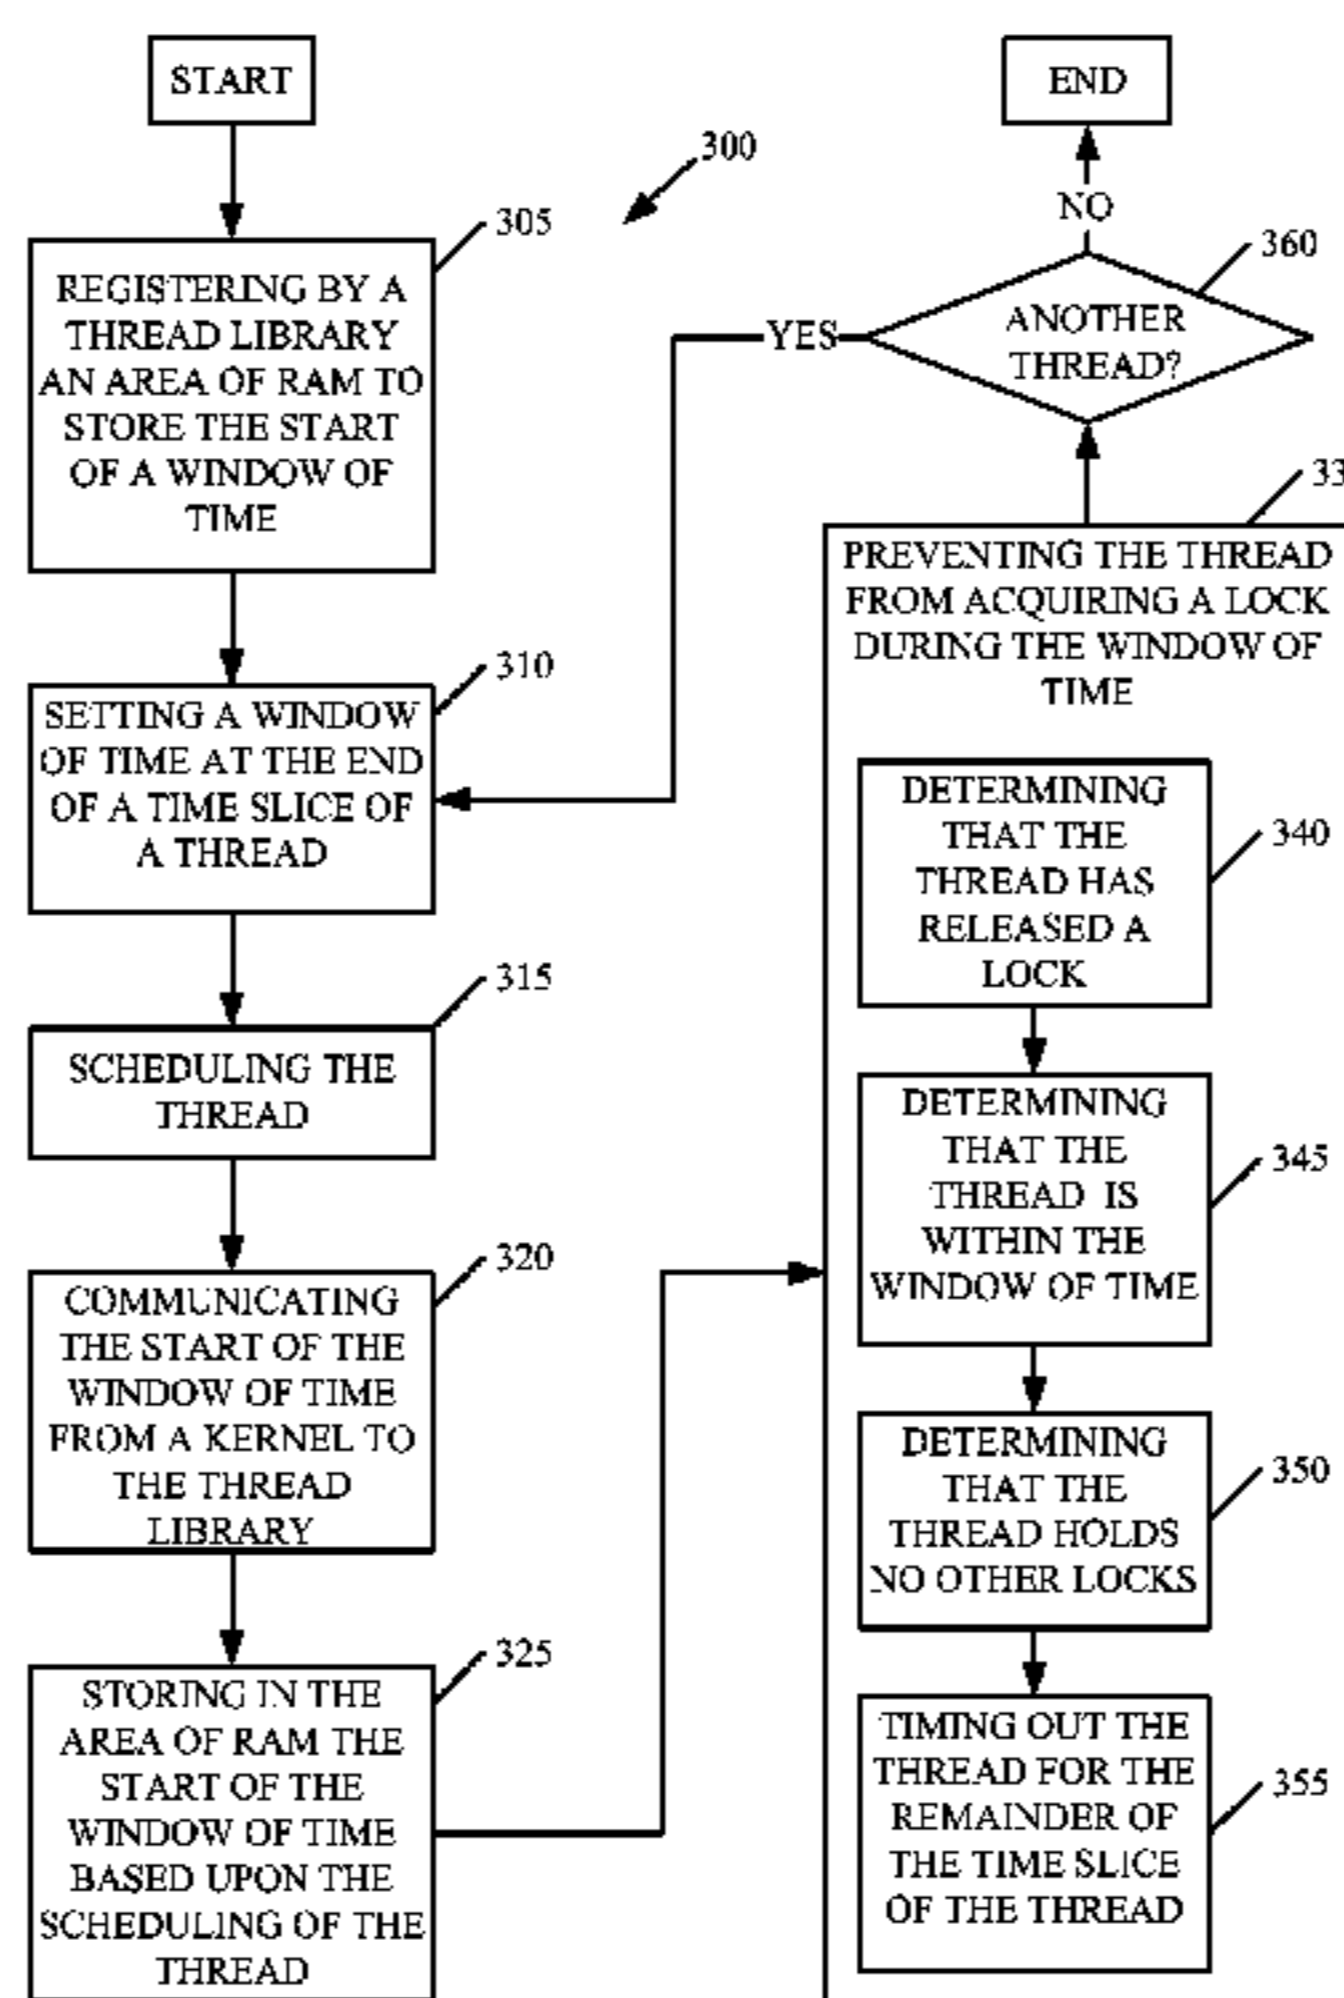 START
300
305
REGISTERING BY A
THREAD LIBRARY
AN AREA OF RAM TO
STORE THE START
OF A WINDOW OF
TIME
310
SETTING A WINDOW
OF TIME AT THE END
OF A TIME SLICE OF
A THREAD
315
SCHEDULING THE
THREAD
320
COMMUNICATING
THE START OF THE
WINDOW OF TIME
FROM A KERNEL TO
THE THREAD
LIBRARY
325
STORING IN THE
AREA OF RAM THE
START OF THE
WINDOW OF TIME
BASED UPON THE
SCHEDULING OF THE
THREAD
END
NO
360
YES
ANOTHER
THREAD?
PREVENTING THE THREAD
FROM ACQUIRING A LOCK
DURING THE WINDOW OF
TIME
DETERMINING
THAT THE
THREAD HAS
RELEASED A
LOCK
340
DETERMINING
THAT THE
THREAD IS
WITHIN THE
WINDOW OF TIME
345
DETERMINING
THAT THE
THREAD HOLDS
NO OTHER LOCKS
350
TIMING OUT THE
THREAD FOR THE
REMAINDER OF
THE TIME SLICE
OF THE THREAD
355